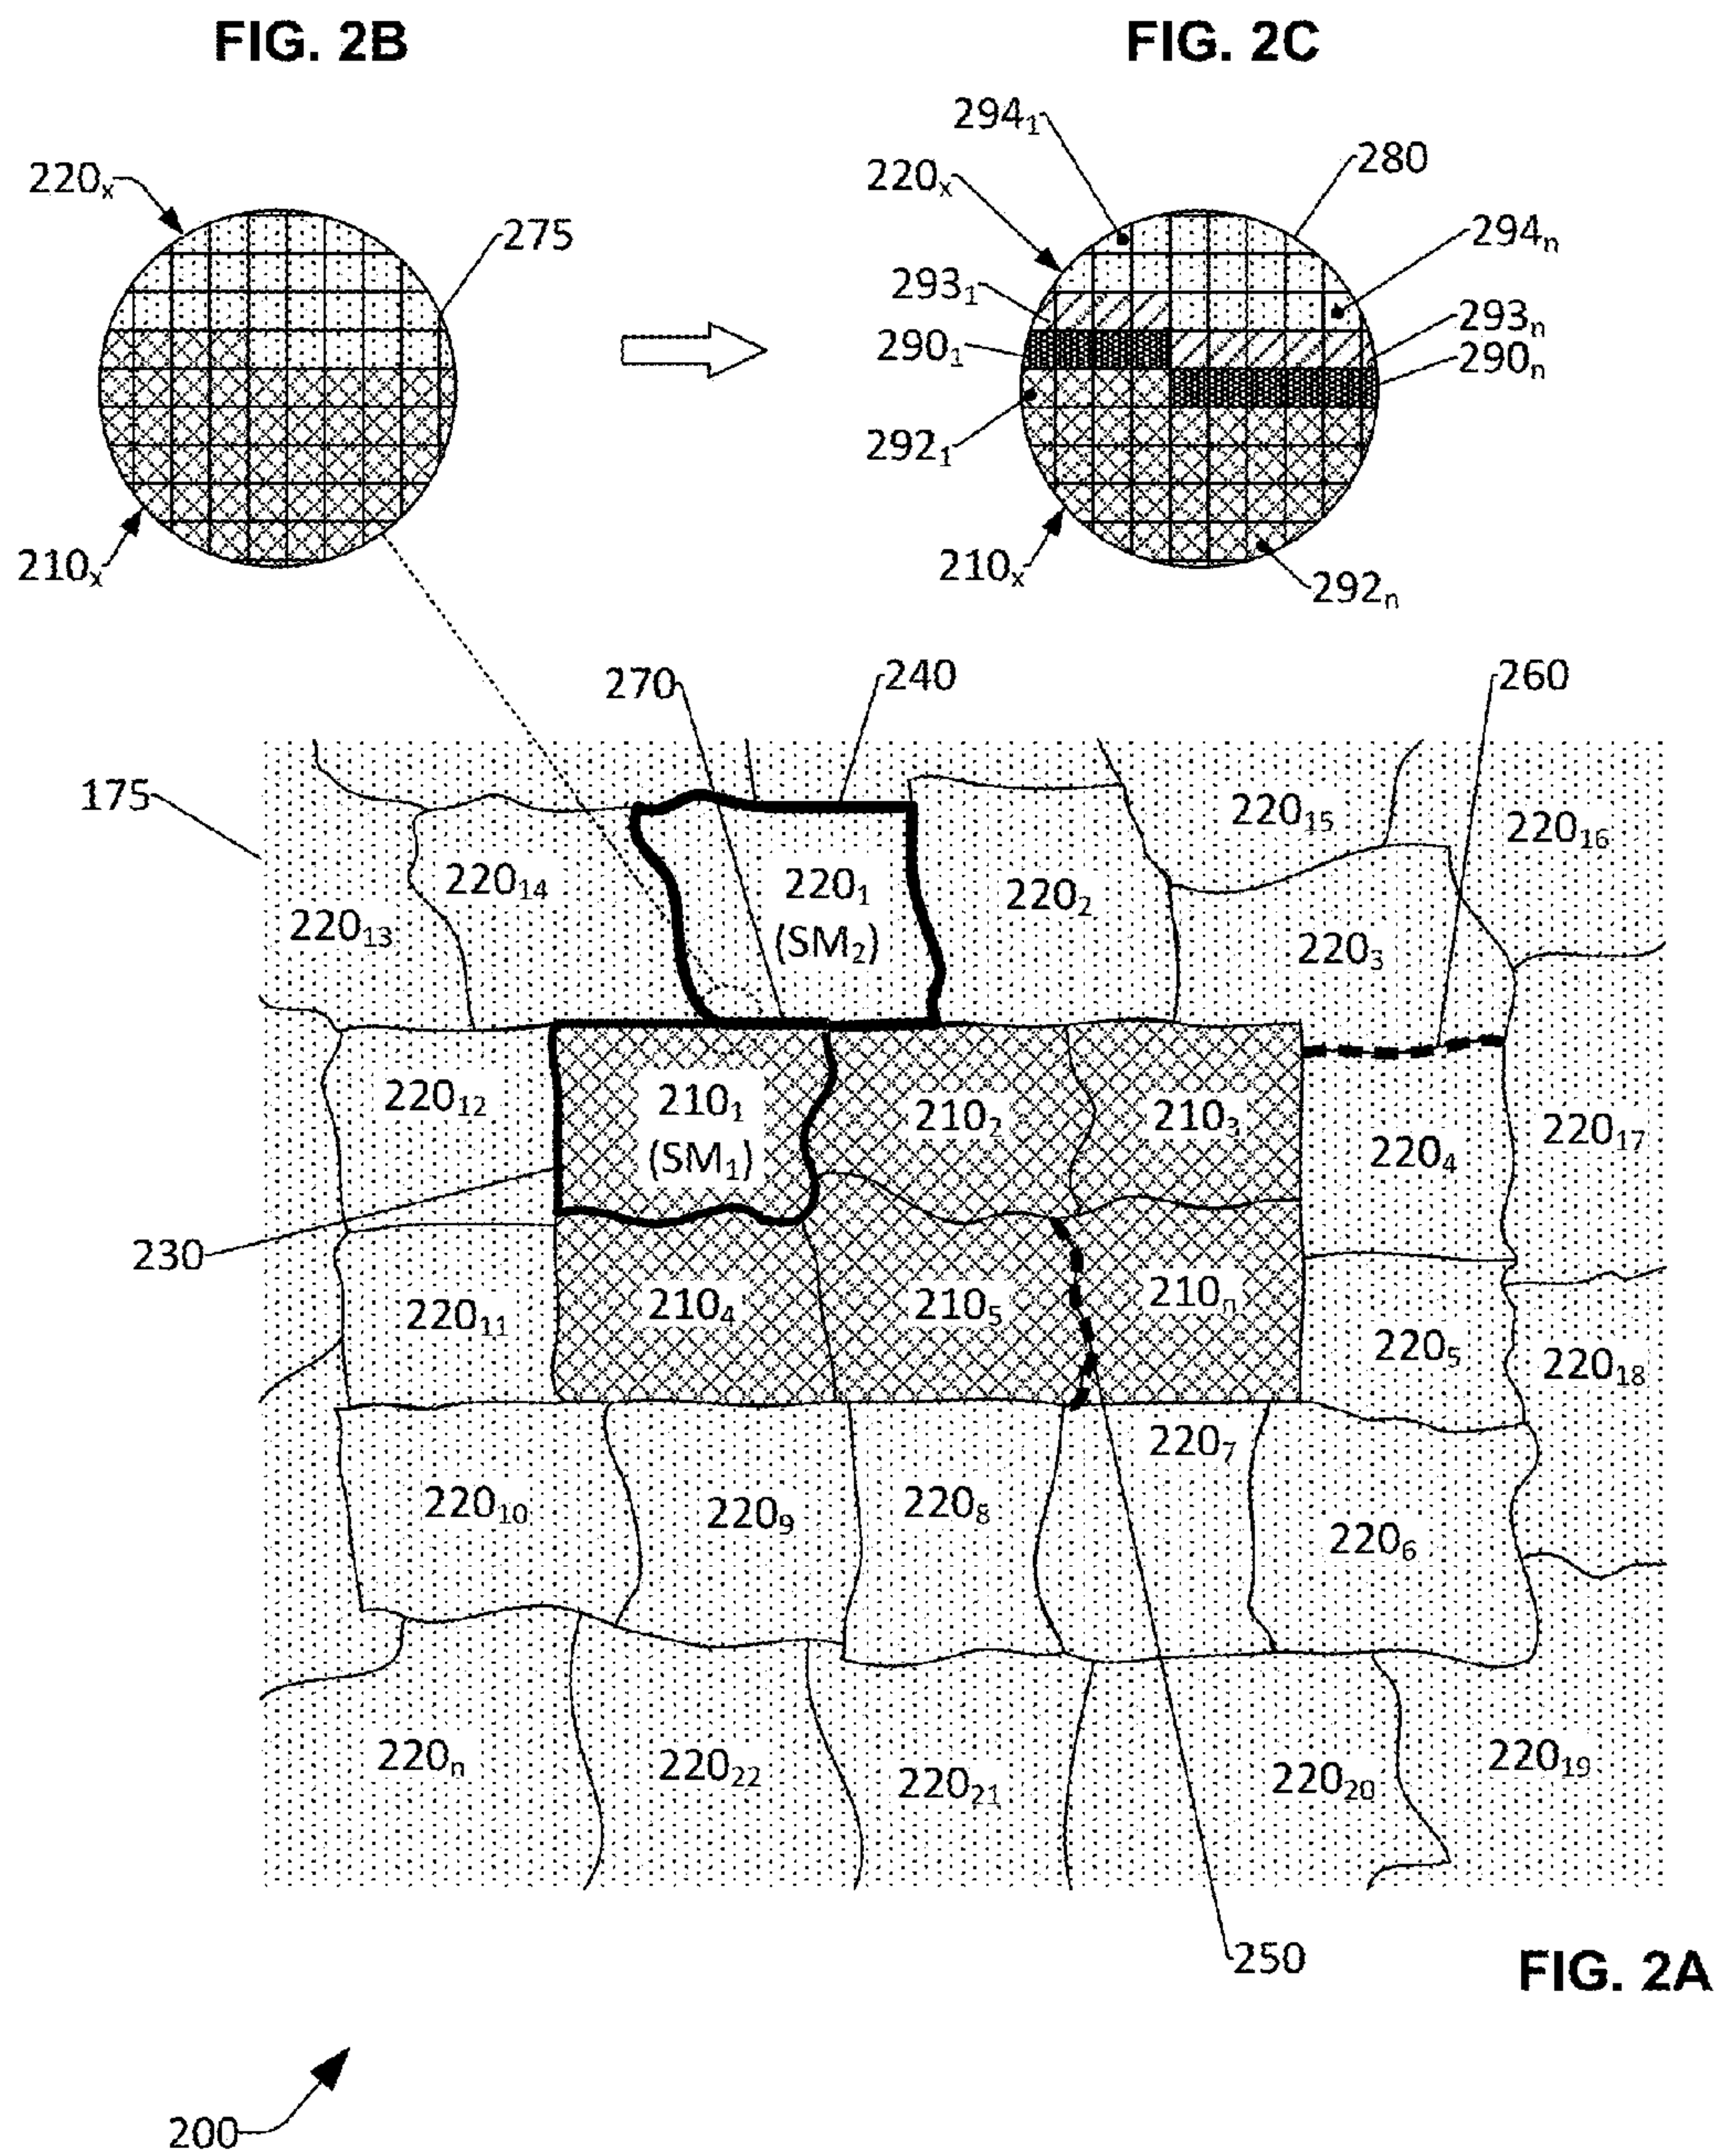 FIG. 2B FIG. 2C
294₁
220ₓ 220ₓ 280
275 294ₙ
293₁ 293ₙ
290₁ 290ₙ
292₁
210ₓ 210ₓ 292ₙ
270 240 260
175
220₁₅ 220₁₆
220₁₄ 220₁ 220₂
220₁₃ (SM₂) 220₃
220₁₂ 210₁ 210₂ 210₃ 220₄ 220₁₇
(SM₁)
230
220₁₁ 210₄ 210₅ 210ₙ 220₅ 220₁₈
220₇
220₁₀ 220₉ 220₈ 220₆
220ₙ 220₂₂ 220₂₁ 220₂₀ 220₁₉
250
FIG. 2A
200